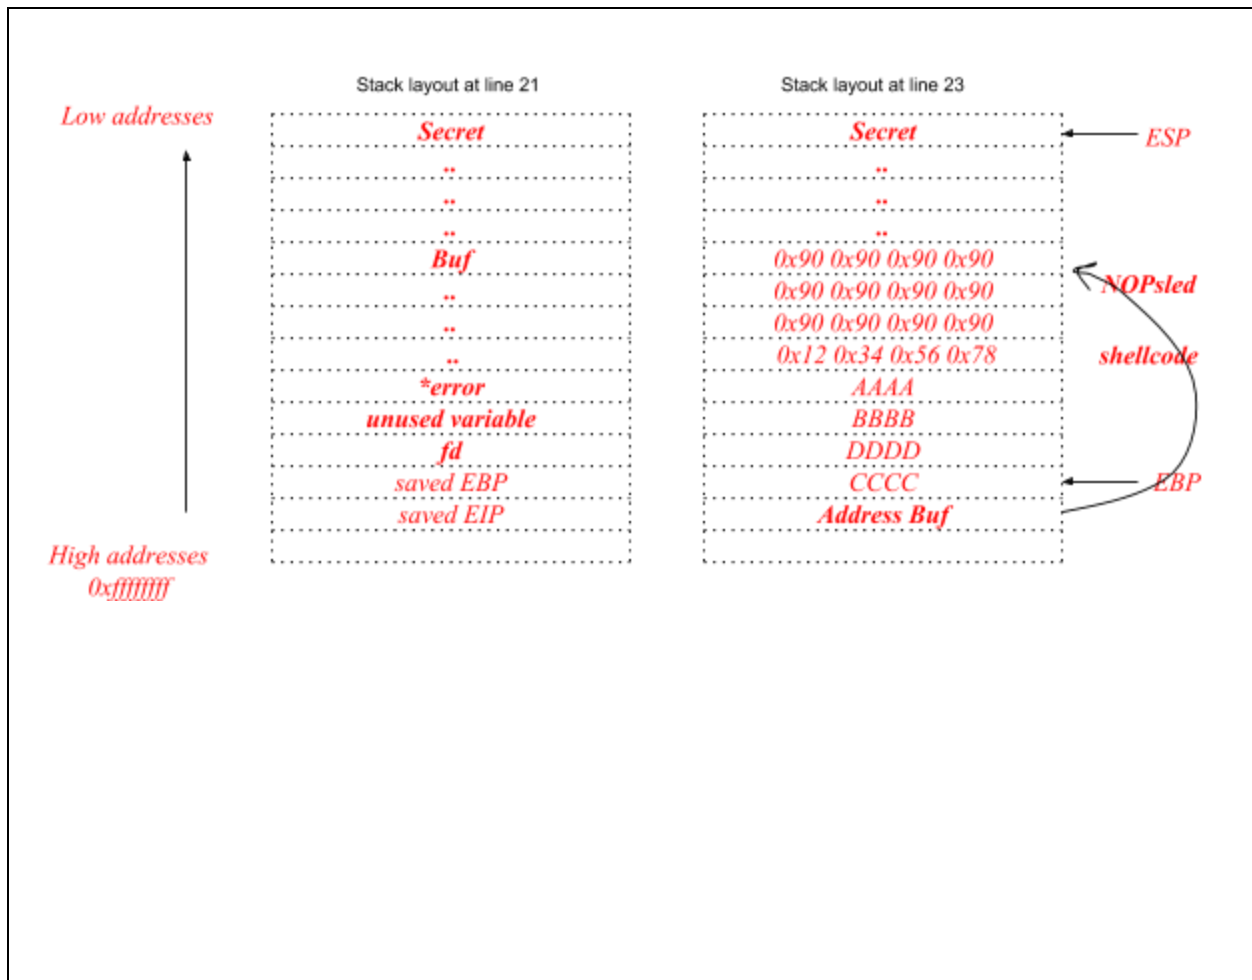 Stack layout at line 21
Stack layout at line 23
Low addresses
Secret
Secret
ESP
..
..
..
..
..
..
Buf
0x90 0x90 0x90 0x90
NOPsled
..
0x90 0x90 0x90 0x90
..
0x90 0x90 0x90 0x90
..
0x12 0x34 0x56 0x78
shellcode
*error
AAAA
unused variable
BBBB
fd
DDDD
saved EBP
CCCC
EBP
saved EIP
Address Buf
High addresses
0xffffffff